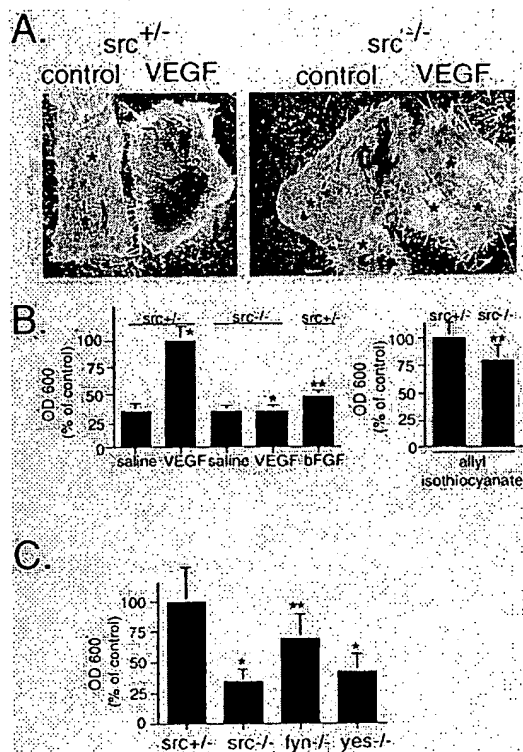 A.
src+/- src-/-
control VEGF control VEGF
B.
src+/- src-/- src+/- src+/- src-/-
OD 600
(% of control)
100
75
50
25
0
* * **
saline VEGF saline VEGF bFGF
OD 600
(% of control)
100
75
50
25
0
**
allyl
isothiocyanate
C.
OD 600
(% of control)
100
75
50
25
0
* ** *
src+/- src-/- fyn-/- yes-/-